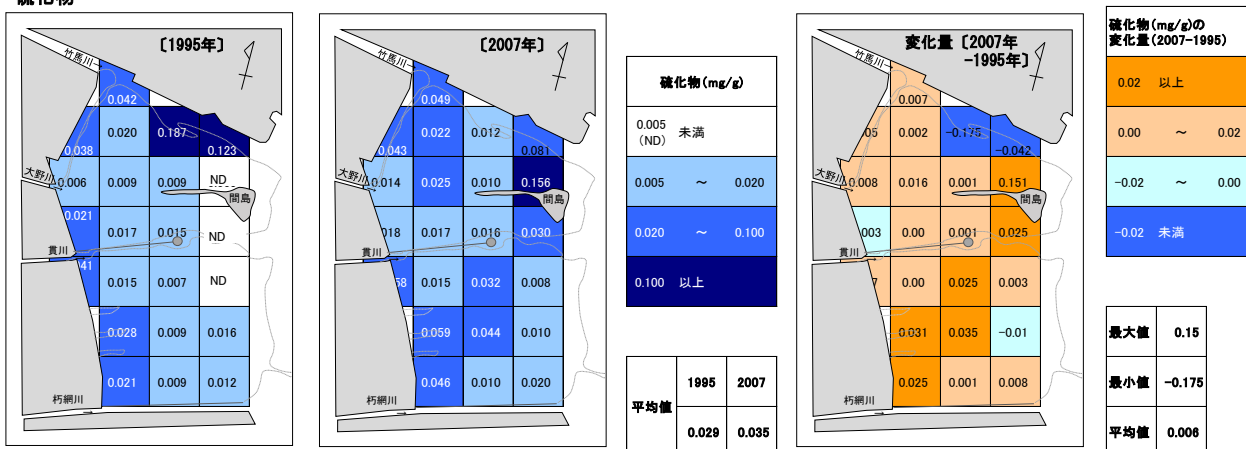 硫化物
〔1995年〕
竹馬川
0.042
0.020
0.187
0.038
0.123
大野川
0.006
0.009
0.009
ND
間島
0.021
0.017
0.015
ND
貫川
0.015
0.007
ND
0.028
0.009
0.016
0.021
0.009
0.012
朽網川
〔2007年〕
竹馬川
0.049
0.022
0.012
0.043
0.081
大野川
0.014
0.025
0.010
0.156
間島
0.017
0.016
0.030
貫川
0.015
0.032
0.008
0.059
0.044
0.010
0.046
0.010
0.020
朽網川
硫化物(mg/g)
0.005 未満
(ND)
0.005 ～ 0.020
0.020 ～ 0.100
0.100 以上
1995 2007
平均値
0.029 0.035
変化量〔2007年
-1995年〕
竹馬川
0.007
0.002
-0.175
-0.042
大野川
0.008
0.016
0.001
0.151
間島
0.00
0.001
0.025
貫川
0.00
0.025
0.003
0.031
0.035
-0.01
0.025
0.001
0.008
朽網川
硫化物(mg/g)の
変化量(2007-1995)
0.02 以上
0.00 ～ 0.02
-0.02 ～ 0.00
-0.02 未満
最大値 0.15
最小値 -0.175
平均値 0.006